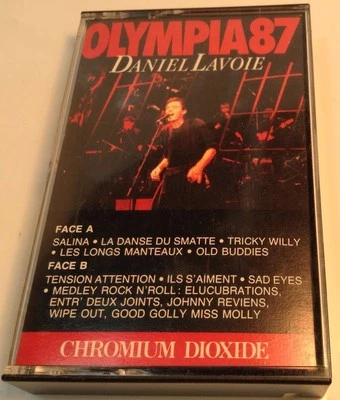 OLYMPIA87
DANIEL LAVOIE
FACE A
SALINA • LA DANSE DU SMATTE • TRICKY WILLY
• LES LONGS MANTEAUX • OLD BUDDIES
FACE B
TENSION ATTENTION • ILS S'AIMENT • SAD EYES
• MEDLEY ROCK N'ROLL : ELUCUBRATIONS,
ENTR' DEUX JOINTS, JOHNNY REVIENS,
WIPE OUT, GOOD GOLLY MISS MOLLY
CHROMIUM DIOXIDE